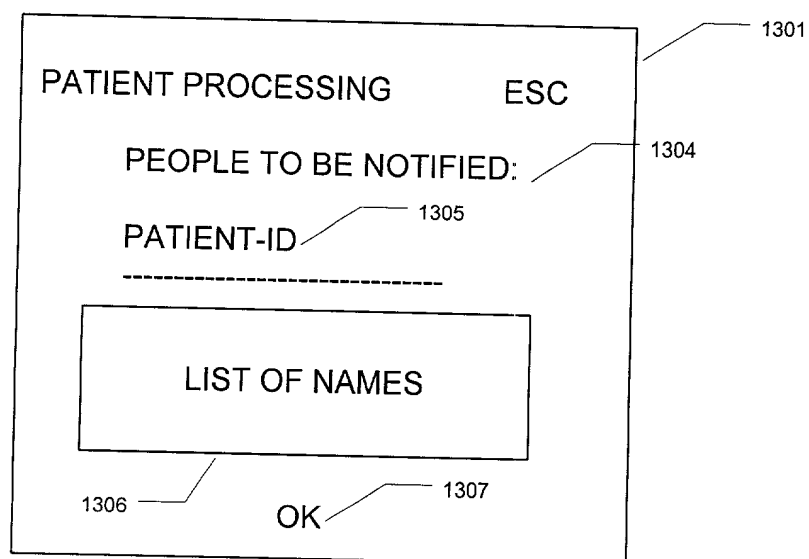 1301
PATIENT PROCESSING ESC
PEOPLE TO BE NOTIFIED:
1304
PATIENT-ID
1305
-------------------------------
LIST OF NAMES
1306
OK
1307